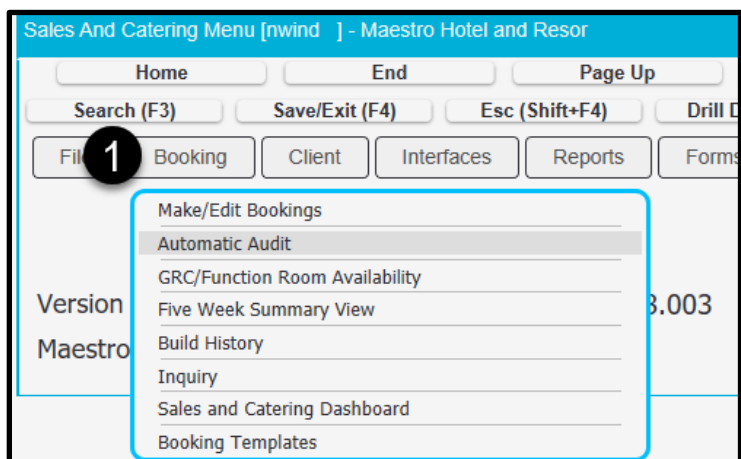 Sales And Catering Menu [nwind ] - Maestro Hotel and Resor
Home End Page Up
Search (F3) Save/Exit (F4) Esc (Shift+F4) Drill
File 1 Booking Client Interfaces Reports Forms
Make/Edit Bookings
Automatic Audit
GRC/Function Room Availability
Version Five Week Summary View 3.003
Maestro Build History
Inquiry
Sales and Catering Dashboard
Booking Templates